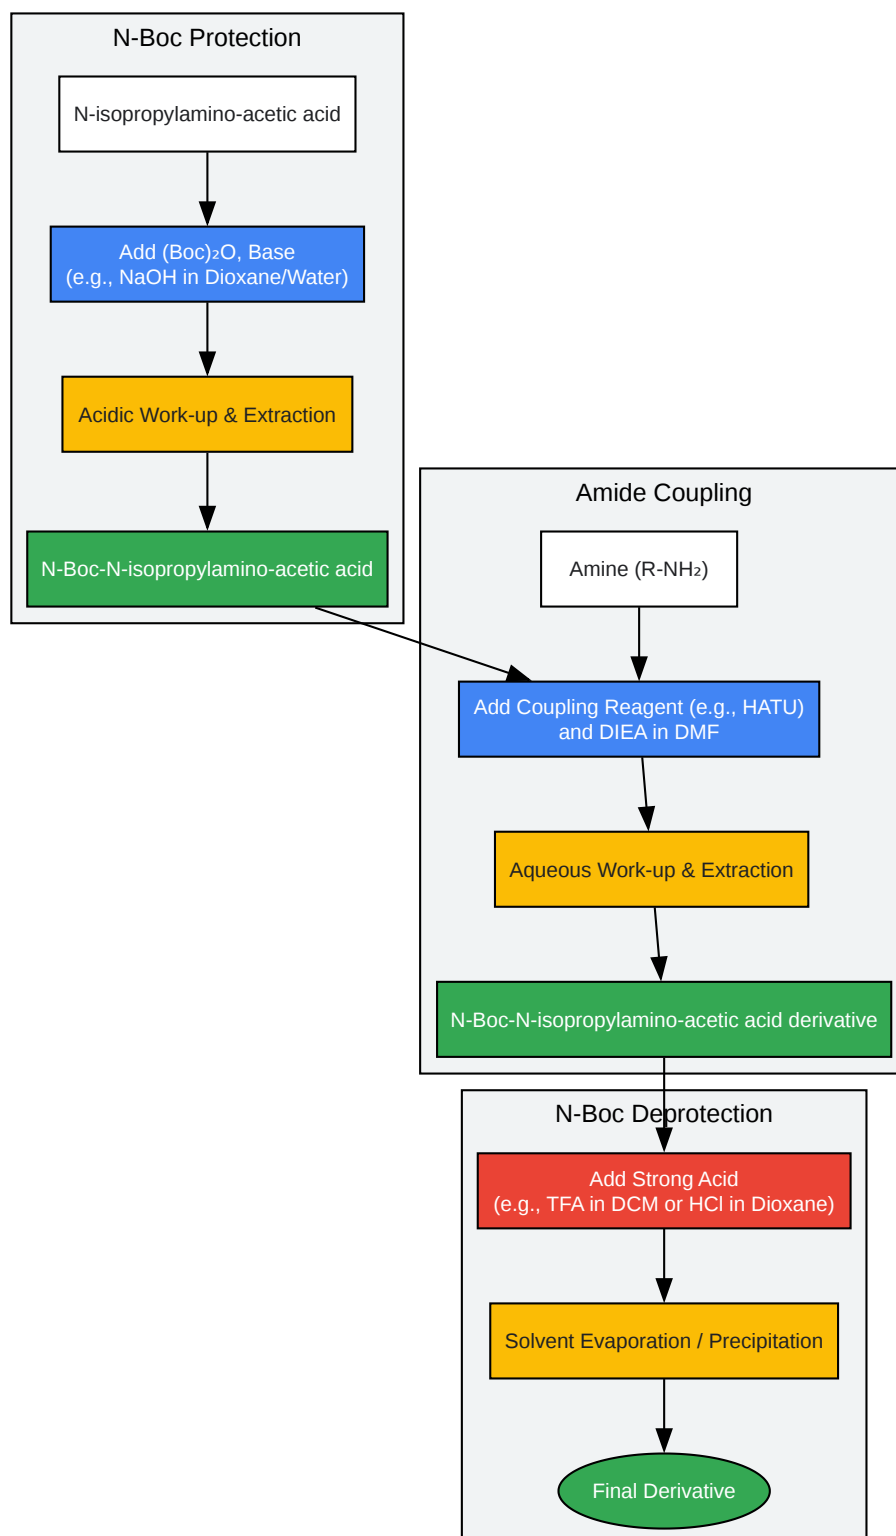 N-Boc Protection
N-isopropylamino-acetic acid
Add (Boc)₂O, Base
(e.g., NaOH in Dioxane/Water)
Acidic Work-up & Extraction
N-Boc-N-isopropylamino-acetic acid
Amide Coupling
Amine (R-NH₂)
Add Coupling Reagent (e.g., HATU)
and DIEA in DMF
Aqueous Work-up & Extraction
N-Boc-N-isopropylamino-acetic acid derivative
N-Boc Deprotection
Add Strong Acid
(e.g., TFA in DCM or HCl in Dioxane)
Solvent Evaporation / Precipitation
Final Derivative